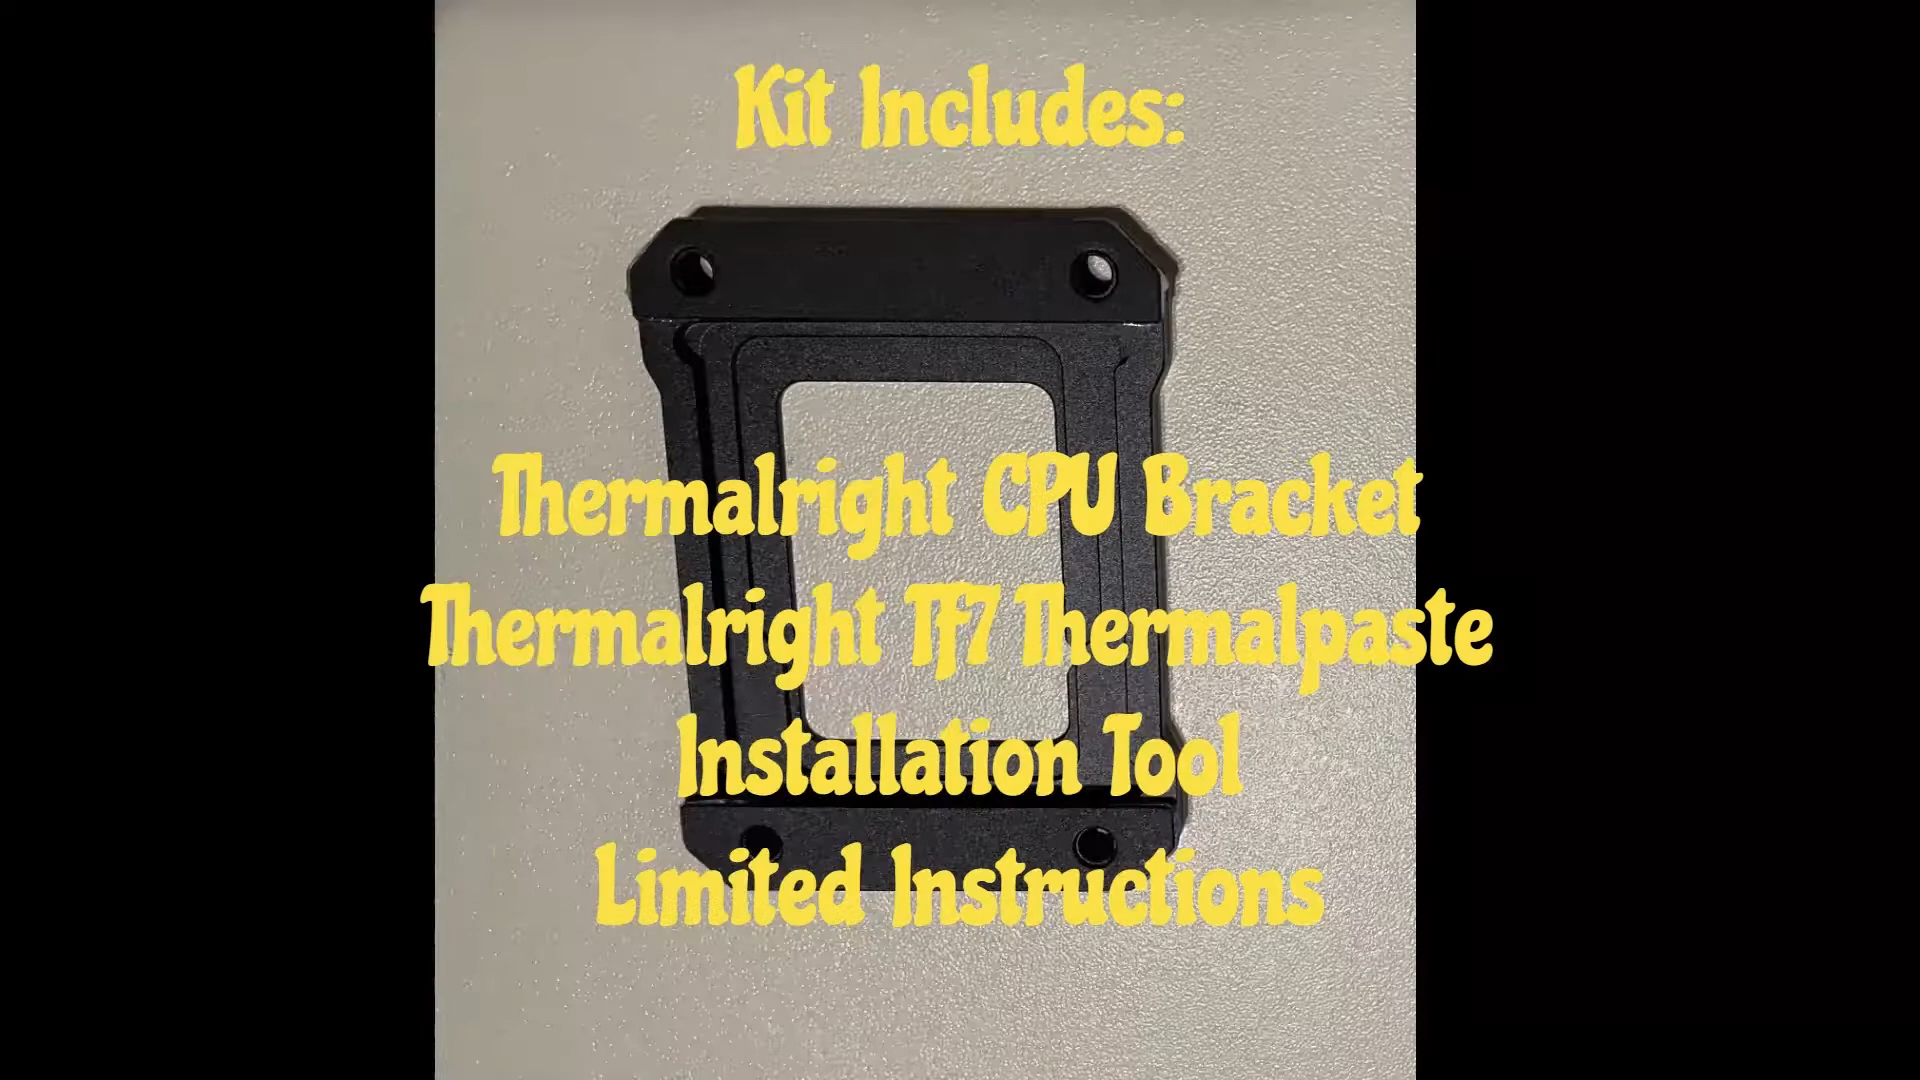 Kit Includes:
Thermalright CPU Bracket
Thermalright TF7 Thermalpaste
Installation Tool
Limited Instructions